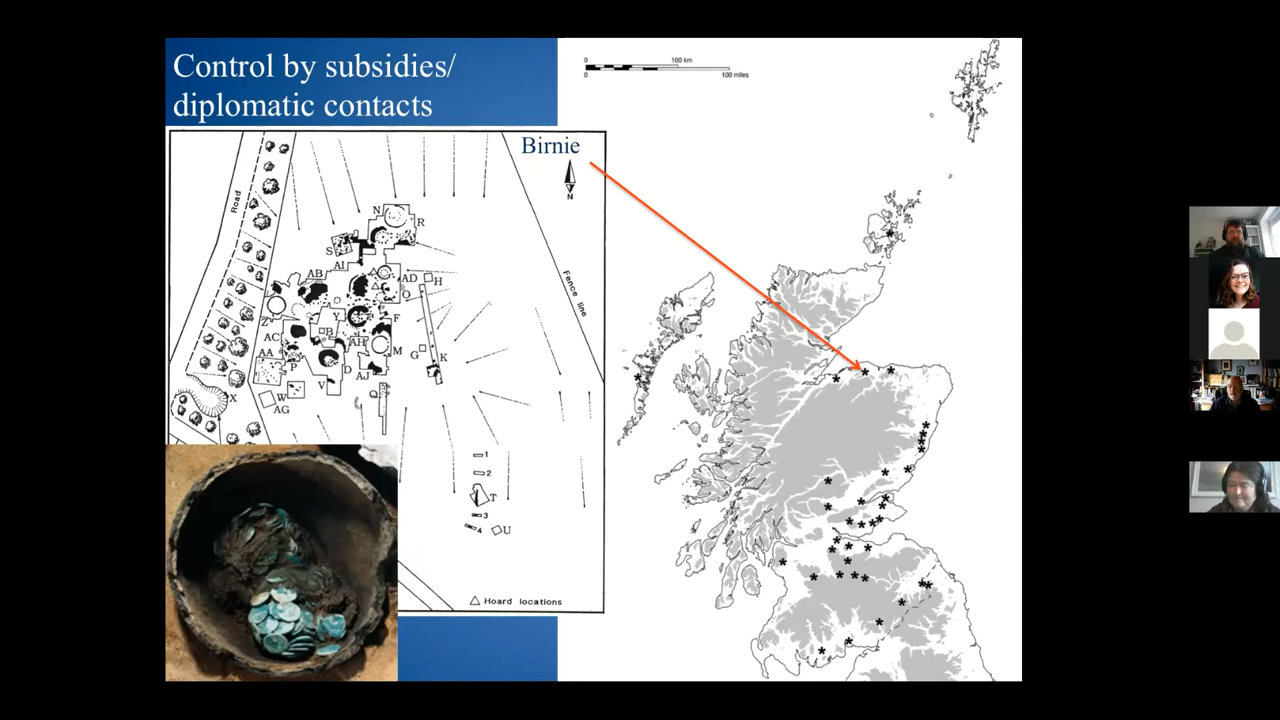 Control by subsidies/
diplomatic contacts
0 100 km
0 100 miles
Birnie
N
Road
Fence line
N
R
S
AI
AB
AD
H
O
Z
Y
F
B
AC
AH
M
G
K
AA
P
D
V
AJ
X
W
AG
Q
1
2
T
3
4
U
Hoard locations